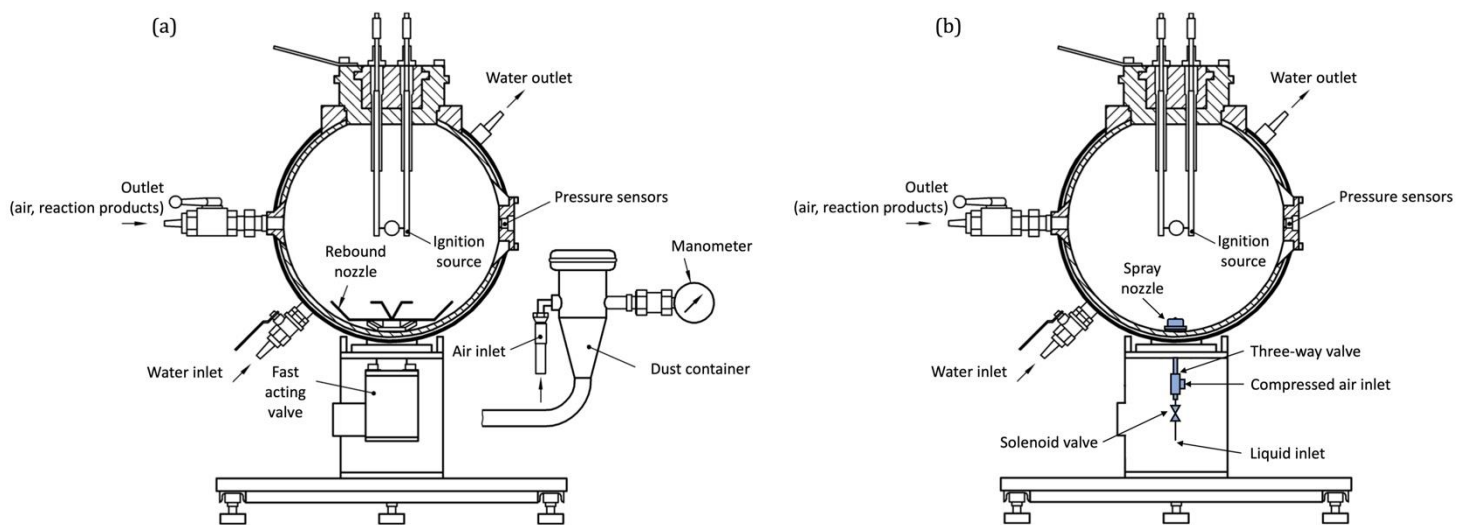 (a)
Water outlet
Outlet
(air, reaction products)
Pressure sensors
Ignition
source
Rebound
nozzle
Manometer
Air inlet
Dust container
Water inlet
Fast
acting
valve
(b)
Water outlet
Outlet
(air, reaction products)
Pressure sensors
Ignition
source
Spray
nozzle
Water inlet
Three-way valve
Compressed air inlet
Solenoid valve
Liquid inlet